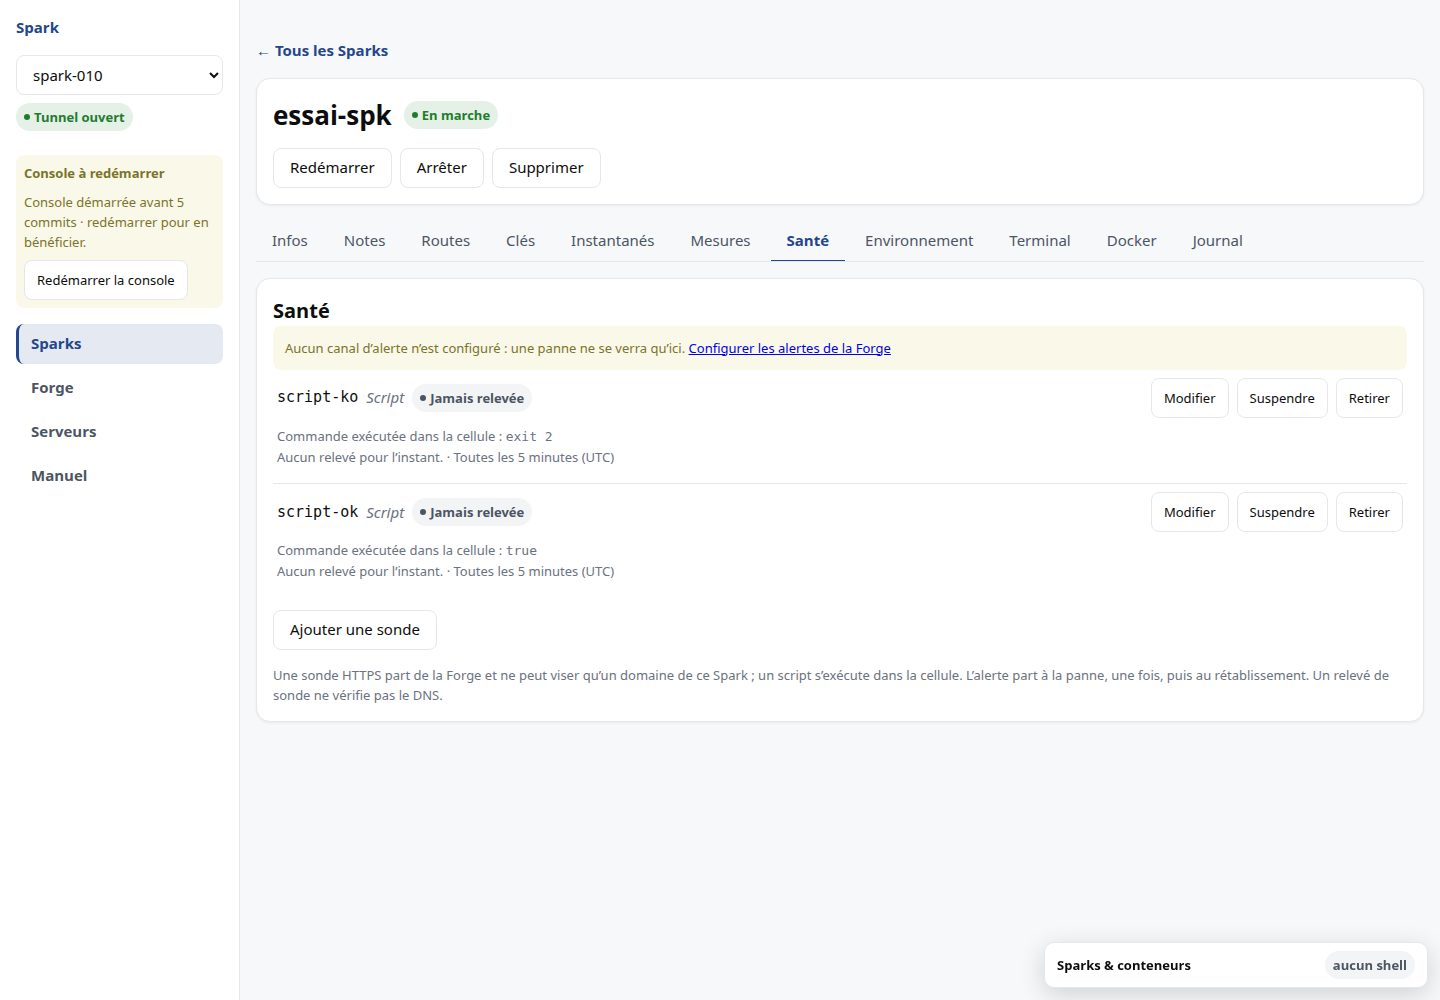 Spark
spark-010
Tunnel ouvert
Console à redémarrer
Console démarrée avant 5
commits · redémarrer pour en
bénéficier.
Redémarrer la console
Sparks
Forge
Serveurs
Manuel
← Tous les Sparks
essai-spk En marche
Redémarrer Arrêter Supprimer
Infos Notes Routes Clés Instantanés Mesures Santé Environnement Terminal Docker Journal
Santé
Aucun canal d’alerte n’est configuré : une panne ne se verra qu’ici. Configurer les alertes de la Forge
script-ko Script Jamais relevée Modifier Suspendre Retirer
Commande exécutée dans la cellule : exit 2
Aucun relevé pour l’instant. · Toutes les 5 minutes (UTC)
script-ok Script Jamais relevée Modifier Suspendre Retirer
Commande exécutée dans la cellule : true
Aucun relevé pour l’instant. · Toutes les 5 minutes (UTC)
Ajouter une sonde
Une sonde HTTPS part de la Forge et ne peut viser qu’un domaine de ce Spark ; un script s’exécute dans la cellule. L’alerte part à la panne, une fois, puis au rétablissement. Un relevé de
sonde ne vérifie pas le DNS.
Sparks & conteneurs aucun shell